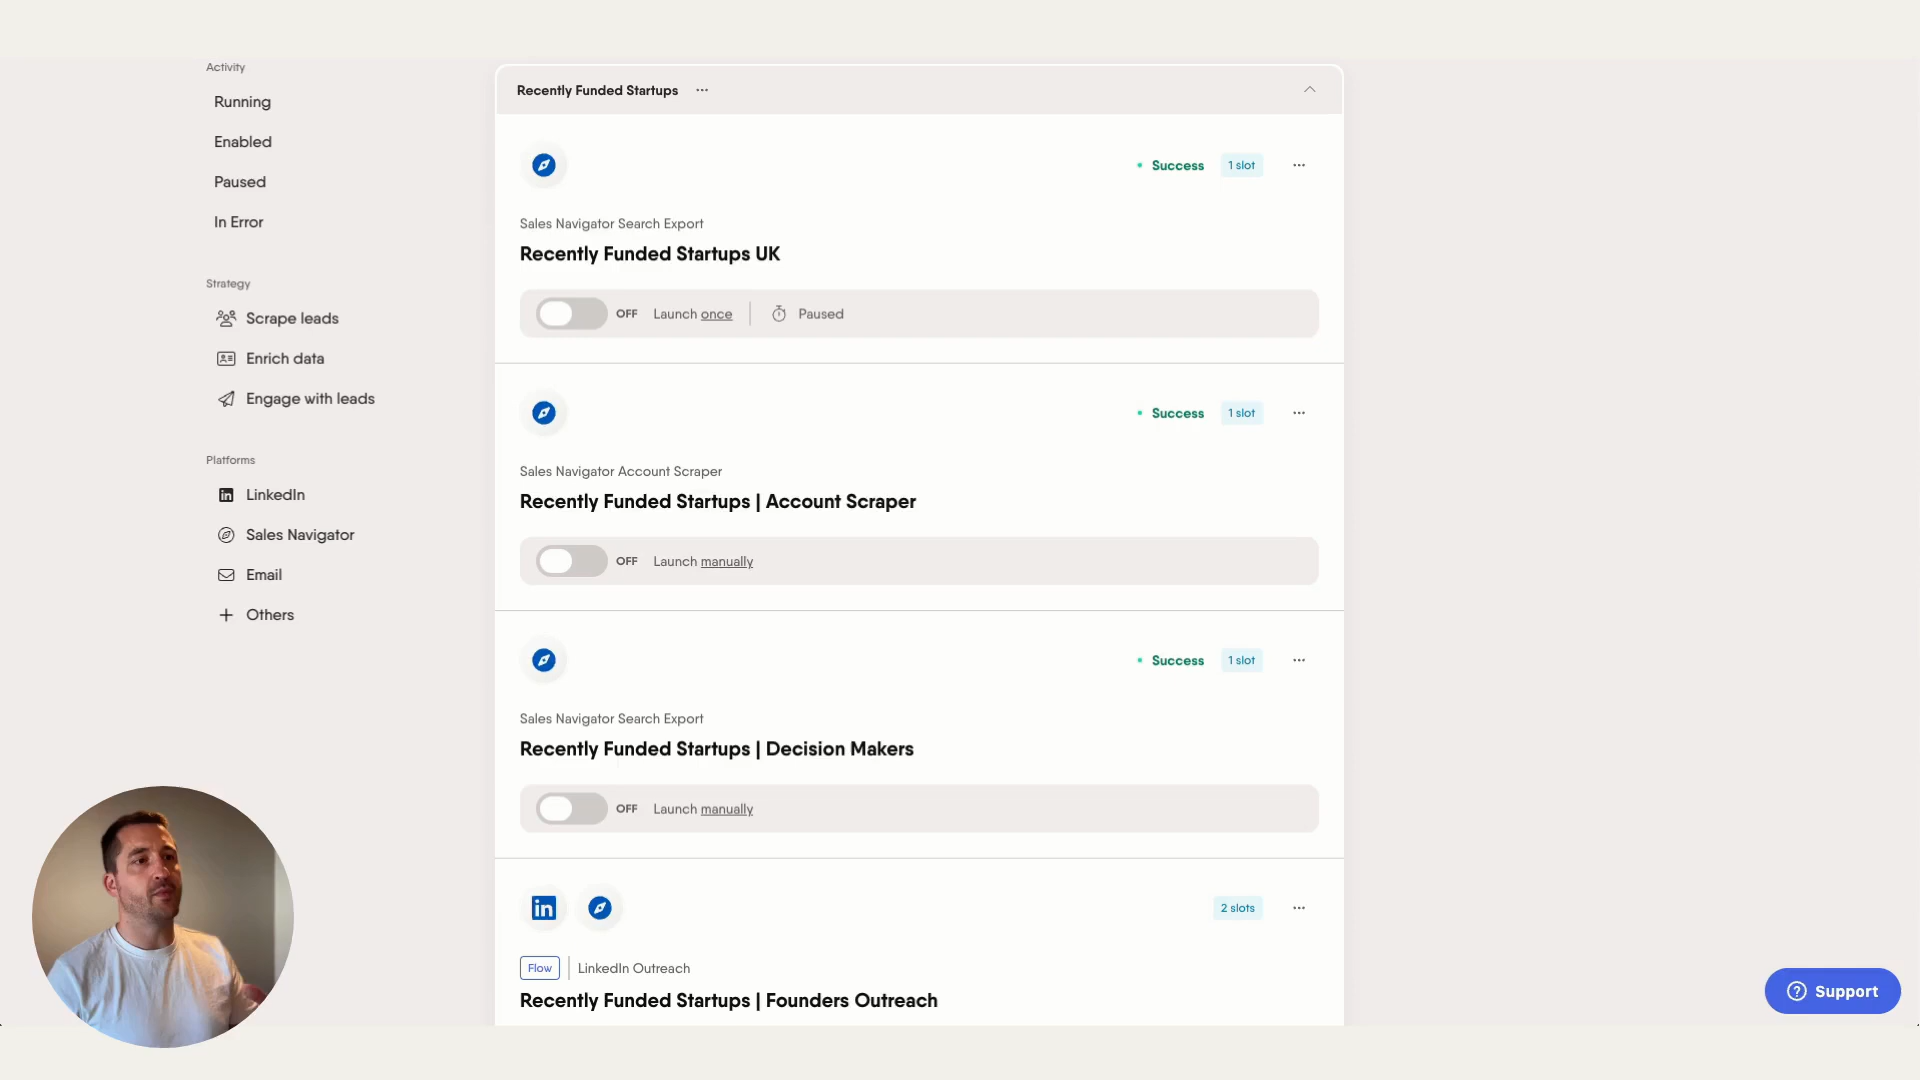 Activity
Running
Enabled
Paused
In Error
Strategy
Scrape leads
Enrich data
Engage with leads
Platforms
LinkedIn
Sales Navigator
Email
Others
Recently Funded Startups
Success 1 slot
Sales Navigator Search Export
Recently Funded Startups UK
OFF Launch once Paused
Success 1 slot
Sales Navigator Account Scraper
Recently Funded Startups | Account Scraper
OFF Launch manually
Success 1 slot
Sales Navigator Search Export
Recently Funded Startups | Decision Makers
OFF Launch manually
in 2 slots
Flow LinkedIn Outreach
Recently Funded Startups | Founders Outreach
? Support